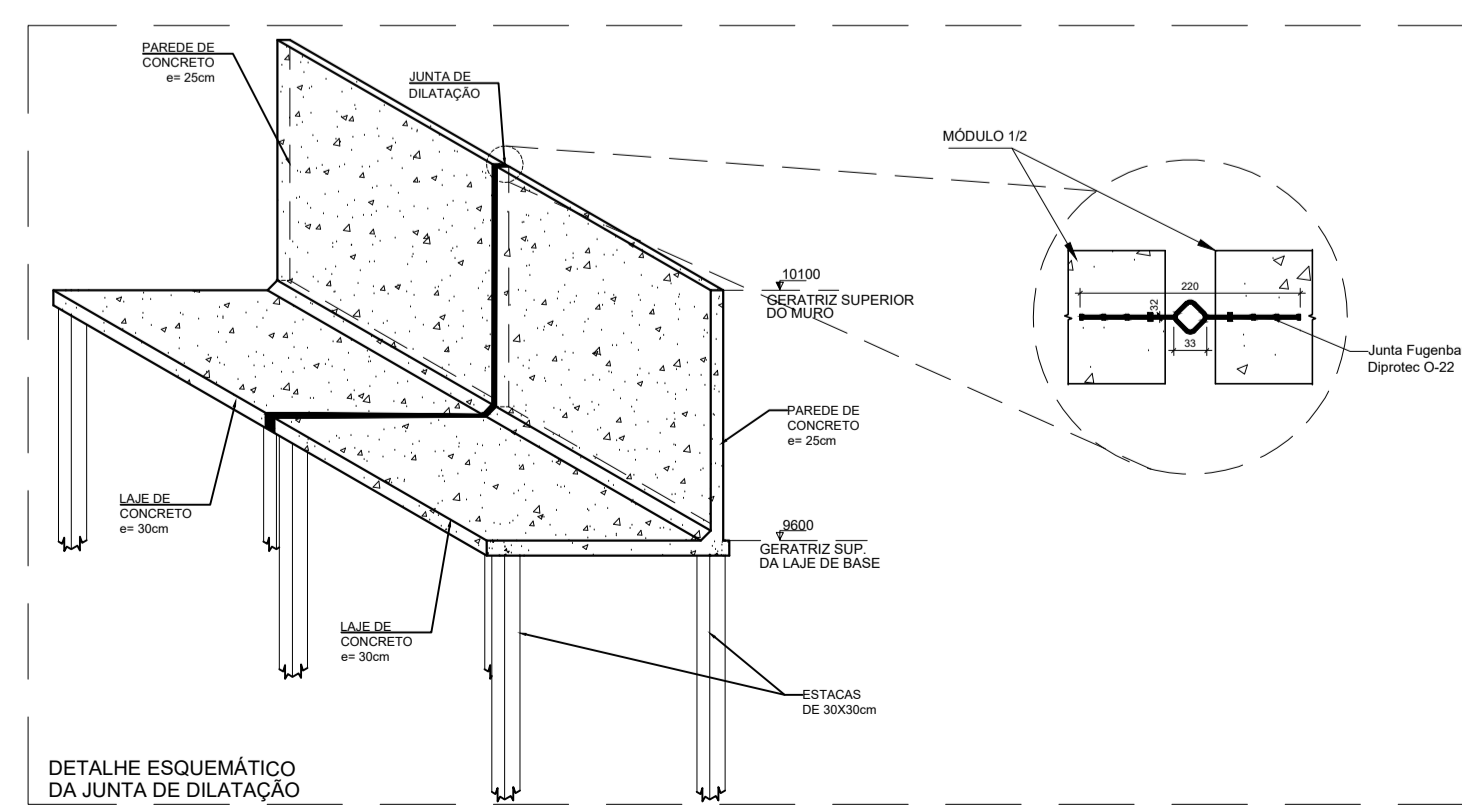 PAREDE DE
CONCRETO
e= 25cm
JUNTA DE
DILATAÇÃO
MÓDULO 1/2
10100
GERATRIZ SUPERIOR
DO MURO
220
32
33
Junta Fugenba
Diprotec O-22
PAREDE DE
CONCRETO
e= 25cm
LAJE DE
CONCRETO
e= 30cm
9600
GERATRIZ SUP.
DA LAJE DE BASE
LAJE DE
CONCRETO
e= 30cm
ESTACAS
DE 30X30cm
DETALHE ESQUEMÁTICO
DA JUNTA DE DILATAÇÃO